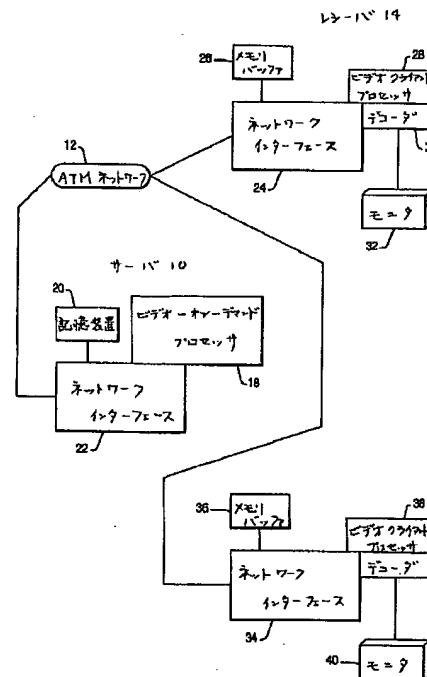 レシーバ 14
26
メモリ
バッファ
28
ビデオクライアント
プロセッサ
デコーダ
ネットワーク
インターフェース
24
12
ATM ネットワーク
モニタ
32
サーバ 10
20
記憶装置
ビデオーオンーデマンド
プロセッサ
18
ネットワーク
インターフェース
22
36
メモリ
バッファ
38
ビデオクライアント
プロセッサ
デコーダ
ネットワーク
インターフェース
34
40
モニタ